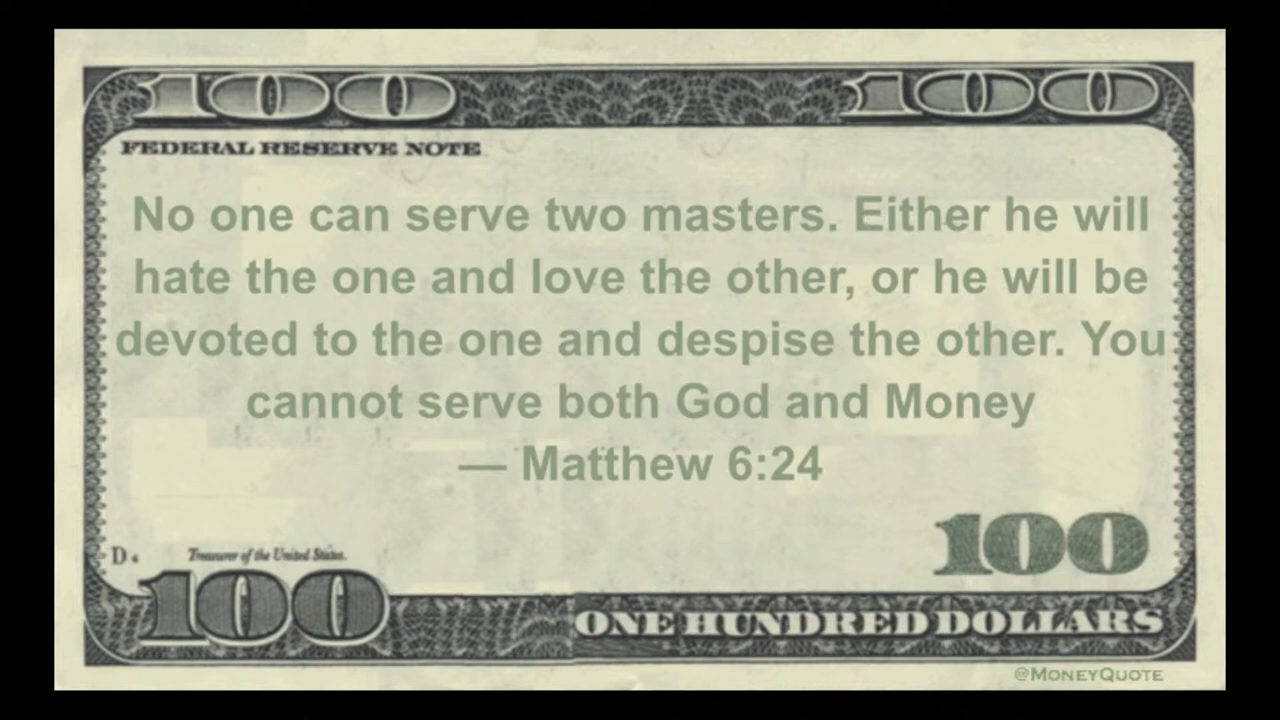 100 100
FEDERAL RESERVE NOTE
No one can serve two masters. Either he will
hate the one and love the other, or he will be
devoted to the one and despise the other. You
cannot serve both God and Money
— Matthew 6:24
100
D.
Treasurer of the United States.
100
ONE HUNDRED DOLLARS
@MONEYQUOTE